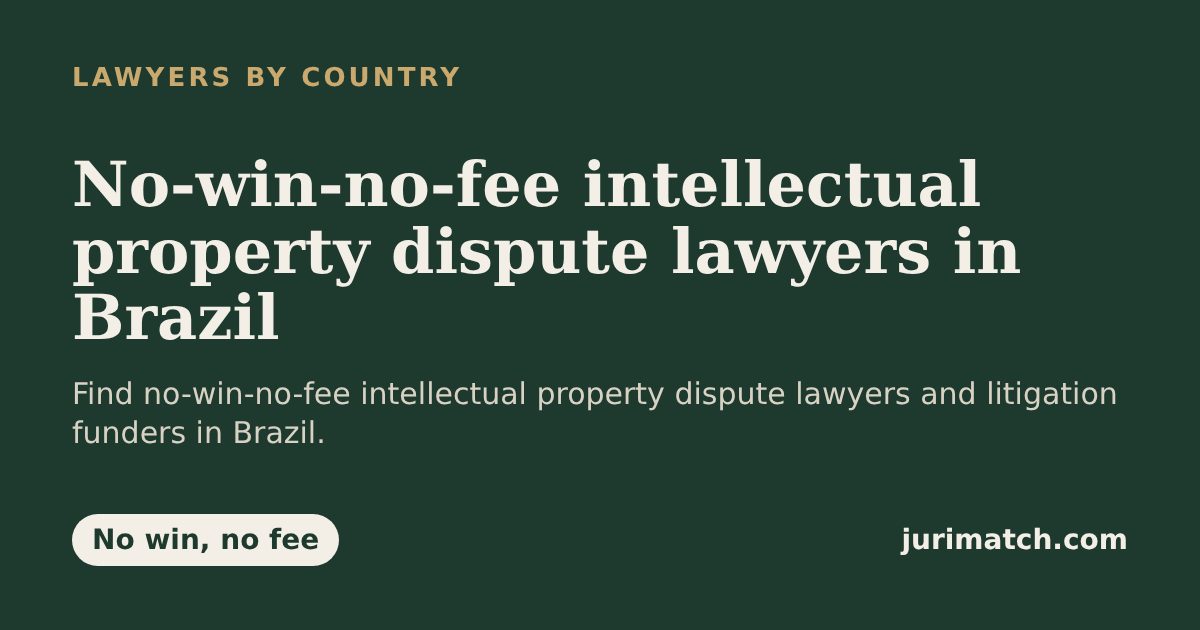 LAWYERS BY COUNTRY
No-win-no-fee intellectual
property dispute lawyers in
Brazil
Find no-win-no-fee intellectual property dispute lawyers and litigation
funders in Brazil.
No win, no fee
jurimatch.com